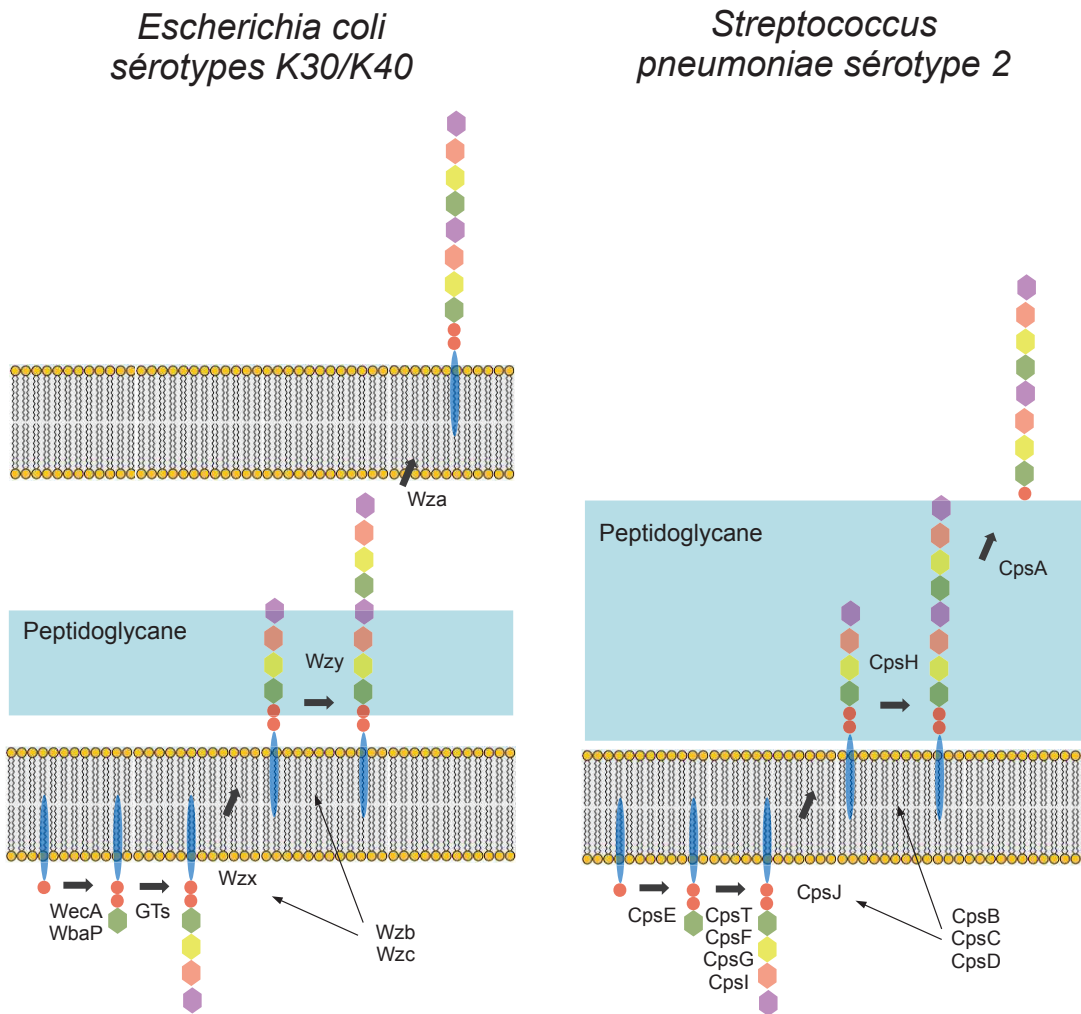 Escherichia coli
sérotypes K30/K40
Wza
Peptidoglycane
Wzy
Wzx
WecA
WbaP
GTs
Wzb
Wzc
Streptococcus
pneumoniae sérotype 2
Peptidoglycane
CpsA
CpsH
CpsJ
CpsE
CpsT
CpsF
CpsG
CpsI
CpsB
CpsC
CpsD